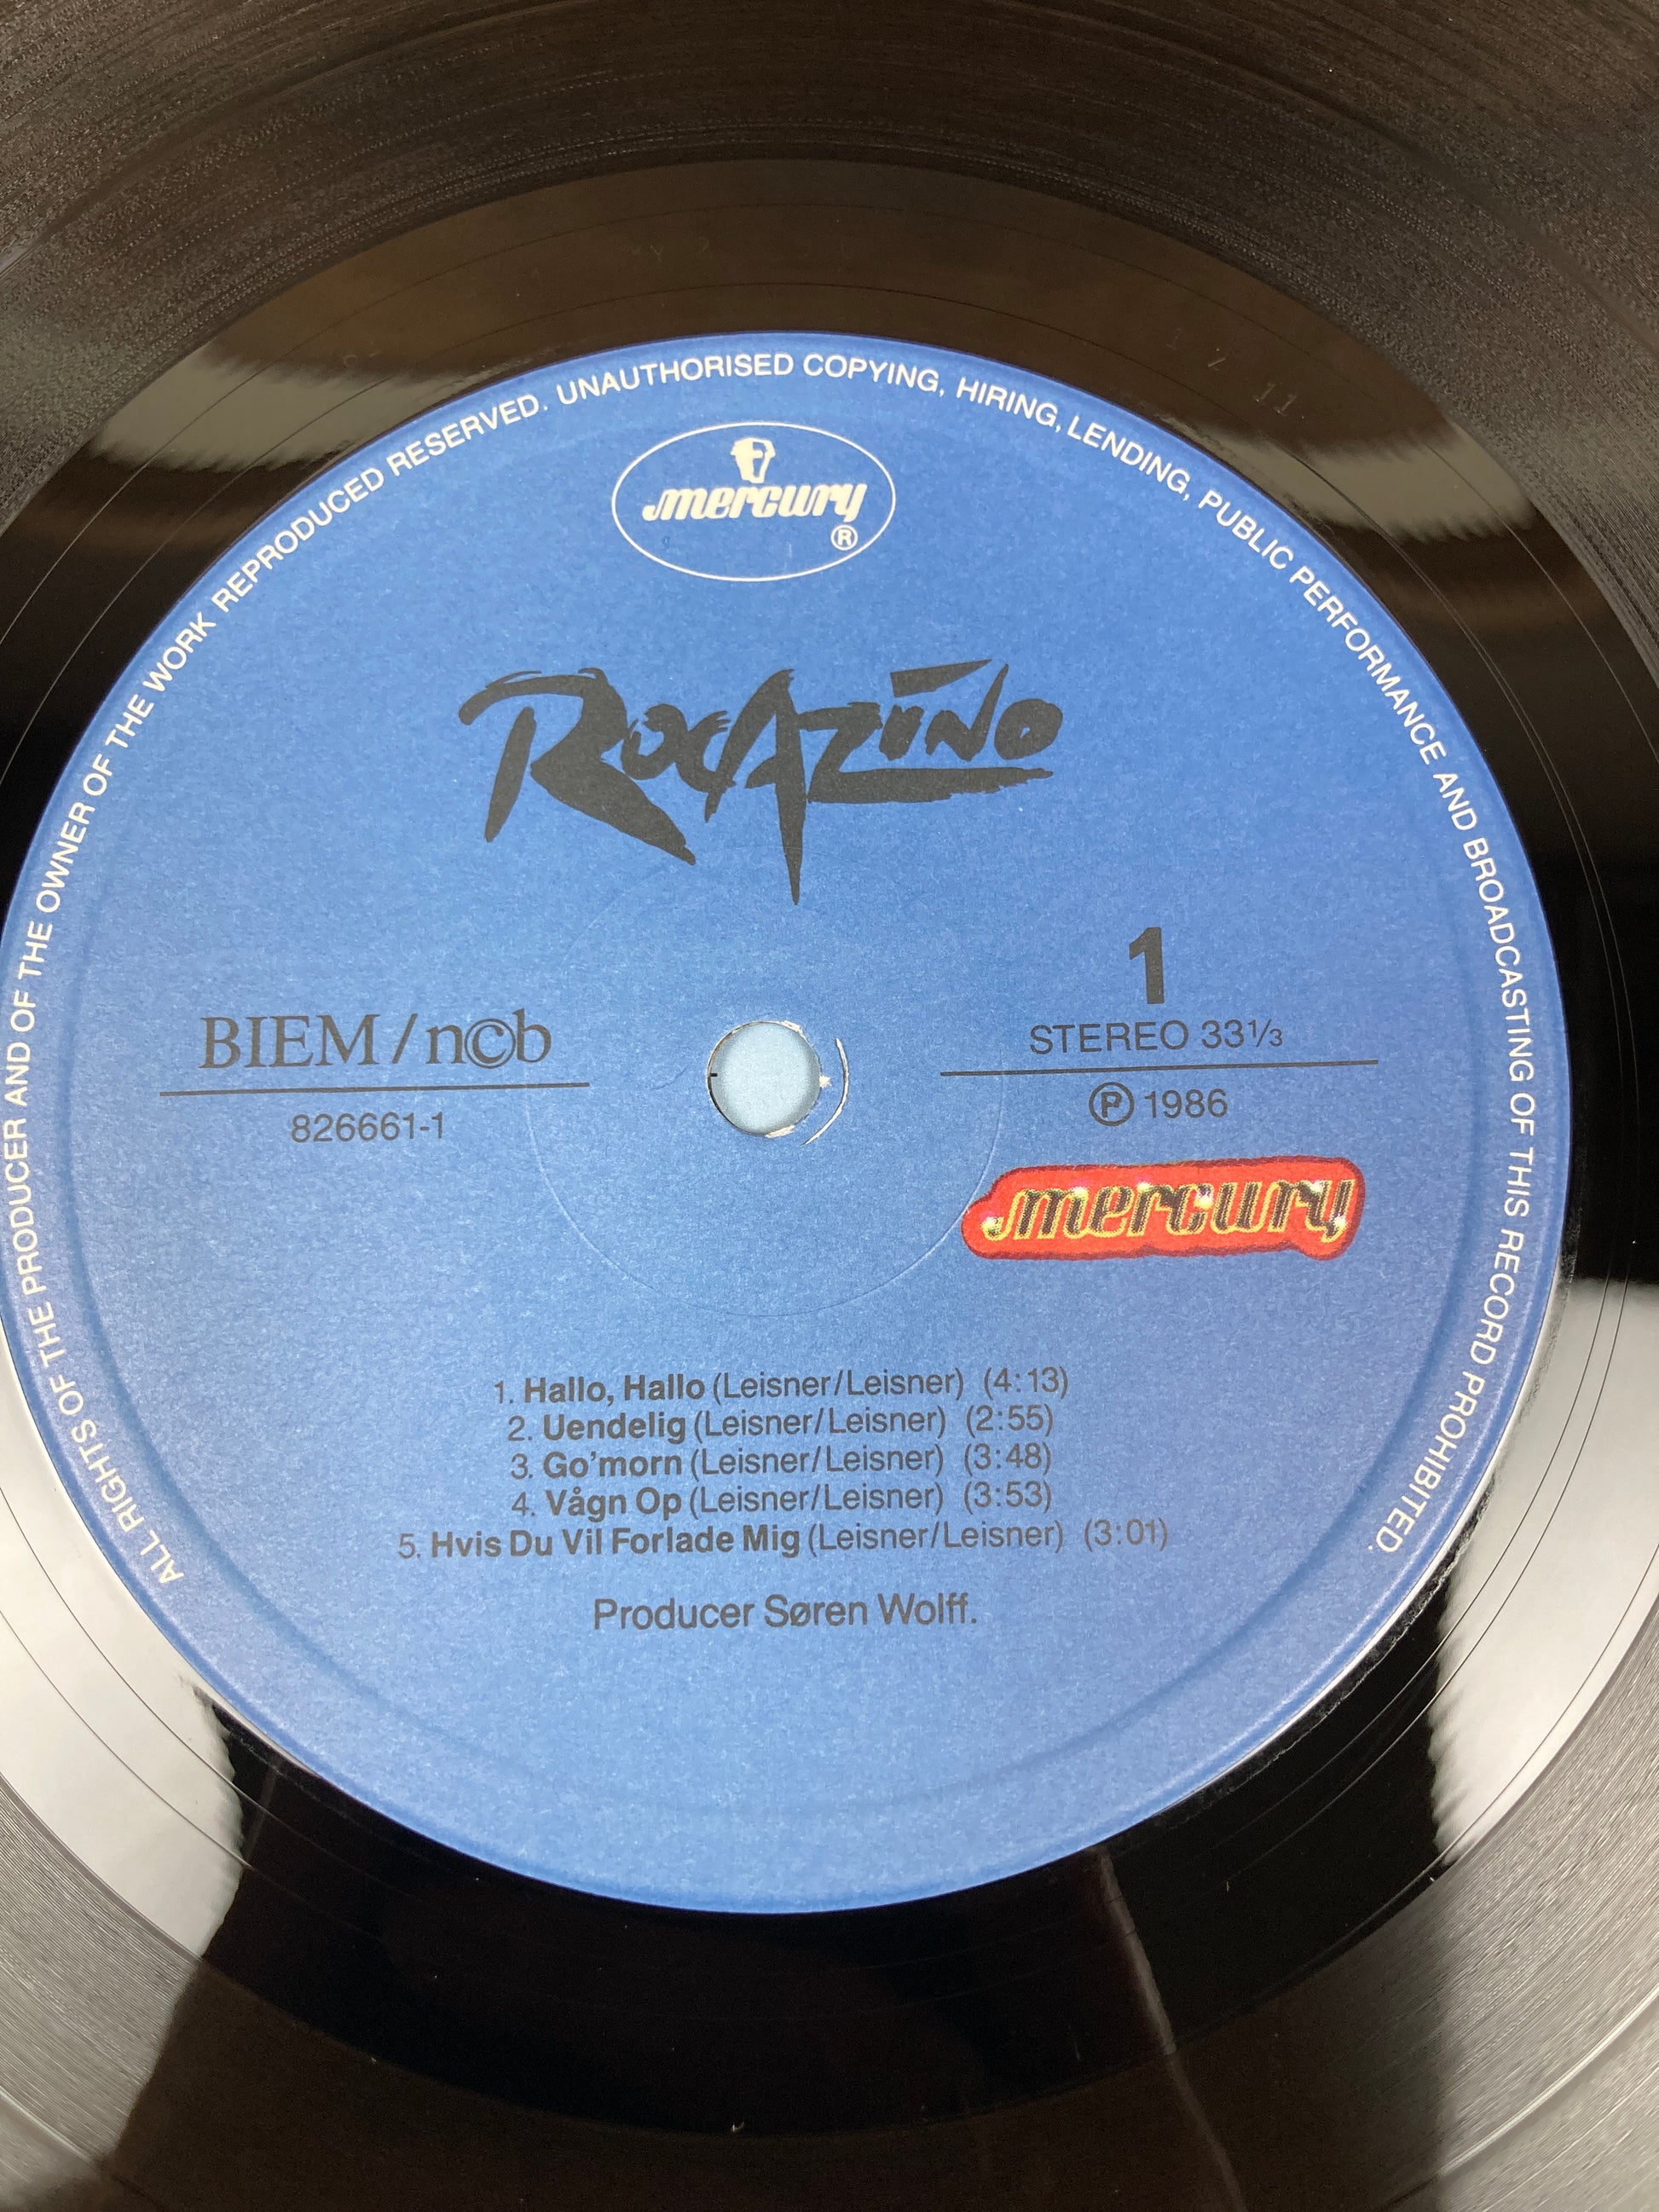 ALL RIGHTS OF THE PRODUCER AND OF THE OWNER OF THE WORK REPRODUCED RESERVED. UNAUTHORISED COPYING, HIRING, LENDING, PUBLIC PERFORMANCE AND BROADCASTING OF THIS RECORD PROHIBITED.
mercury
®
ROCAZINO
BIEM/n©b
826661-1
1
STEREO 33⅓
℗ 1986
mercury
1. Hallo, Hallo (Leisner/Leisner) (4:13)
2. Uendelig (Leisner/Leisner) (2:55)
3. Go'morn (Leisner/Leisner) (3:48)
4. Vågn Op (Leisner/Leisner) (3:53)
5. Hvis Du Vil Forlade Mig (Leisner/Leisner) (3:01)
Producer Søren Wolff.